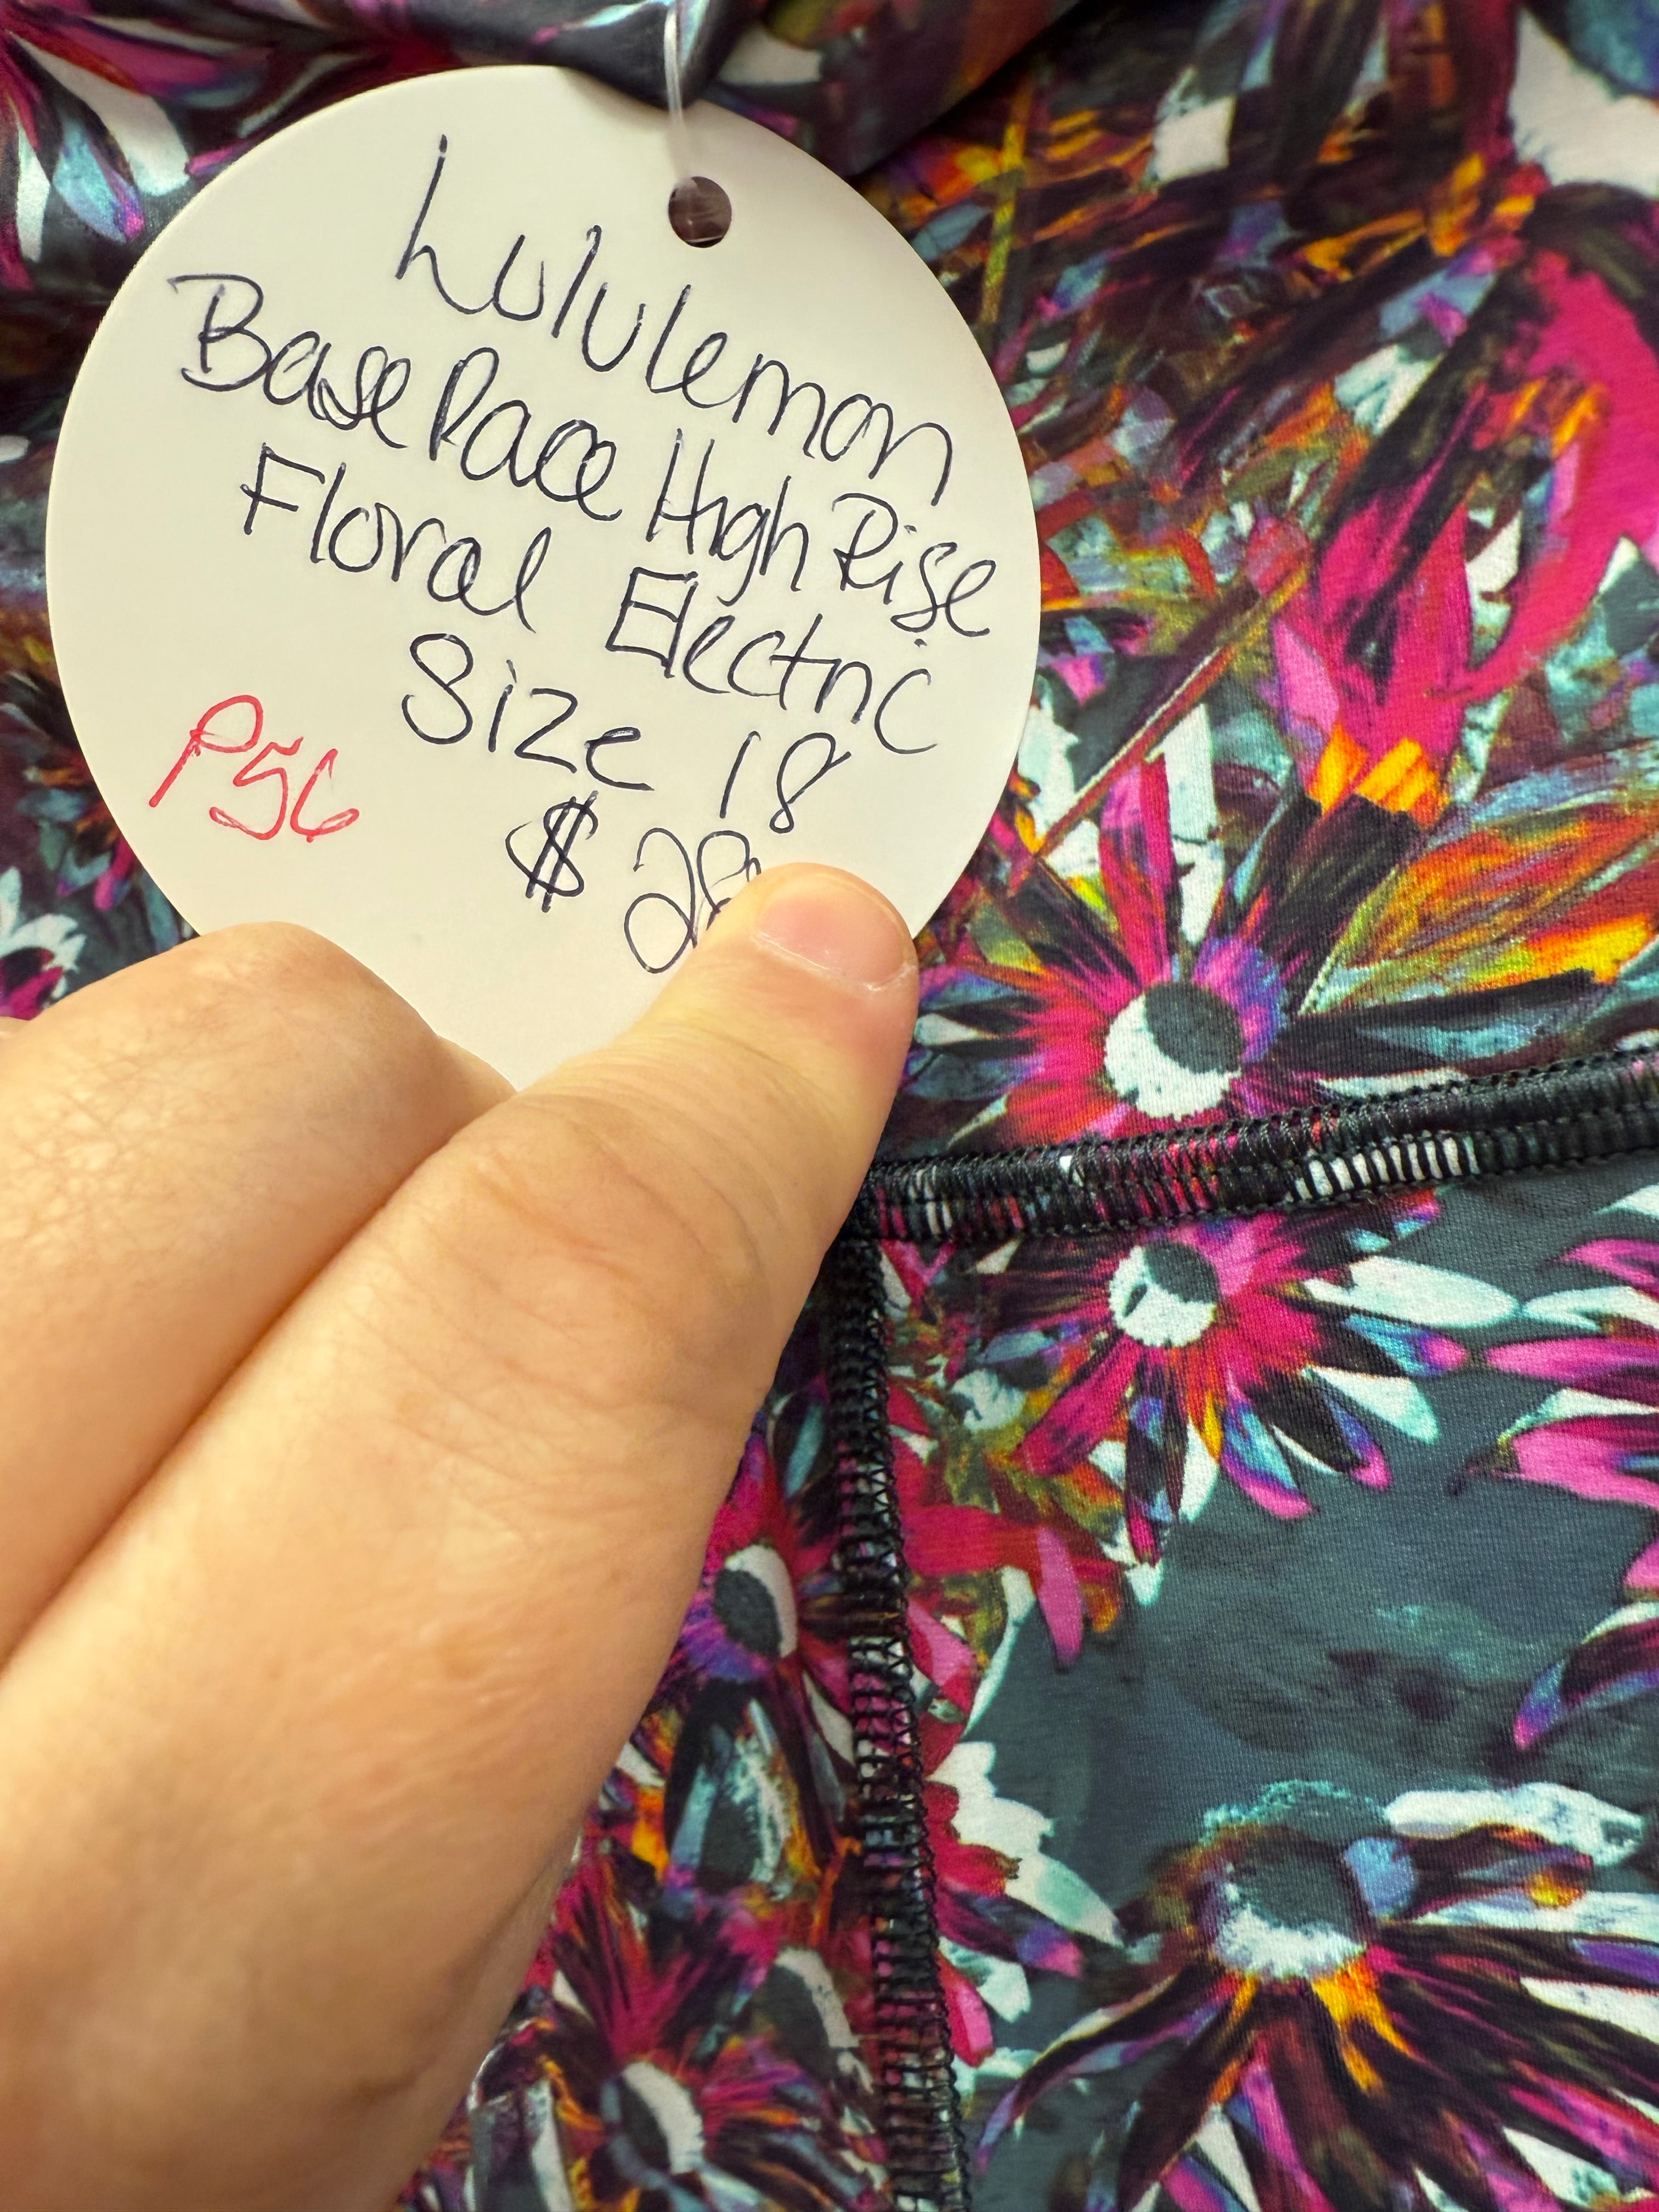 Lululemon
Base Pace High Rise
Floral Electric
Size 18
P56
$ 28